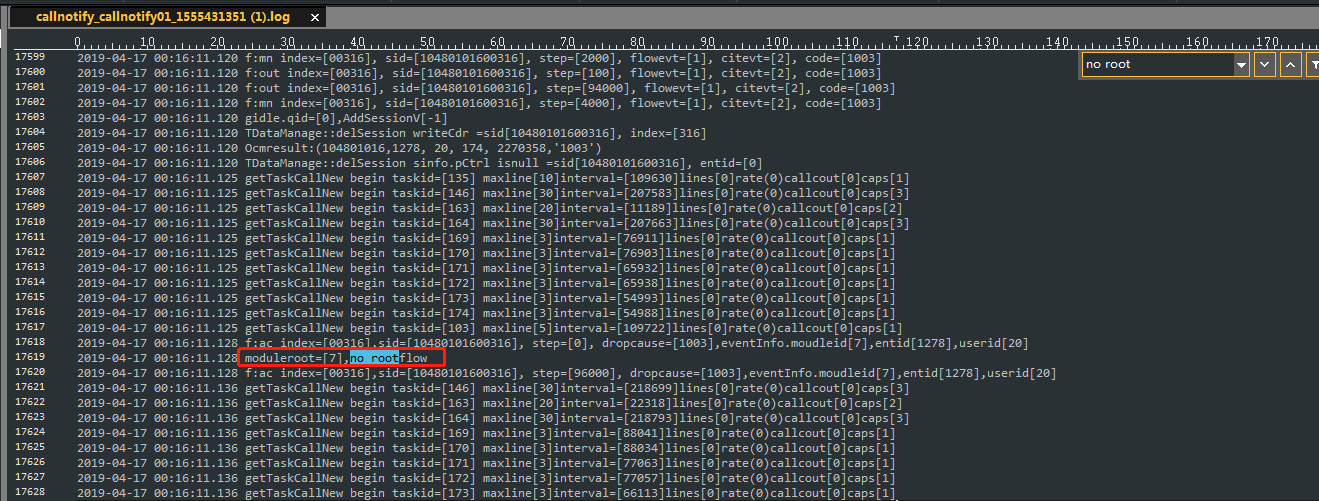 callnotify_callnotify01_1555431351 (1).log ×
0 10 20 30 40 50 60 70 80 90 100 110 120 130 140 150 160 170
no root
17599 2019-04-17 00:16:11.120 f:mn index=[00316], sid=[10480101600316], step=[2000], flowevt=[1], citevt=[2], code=[1003]
17600 2019-04-17 00:16:11.120 f:out index=[00316], sid=[10480101600316], step=[100], flowevt=[1], citevt=[2], code=[1003]
17601 2019-04-17 00:16:11.120 f:out index=[00316], sid=[10480101600316], step=[94000], flowevt=[1], citevt=[2], code=[1003]
17602 2019-04-17 00:16:11.120 f:mn index=[00316], sid=[10480101600316], step=[4000], flowevt=[1], citevt=[2], code=[1003]
17603 2019-04-17 00:16:11.120 gidle.qid=[0],AddSessionV[-1]
17604 2019-04-17 00:16:11.120 TDataManage::delSession writeCdr =sid[10480101600316], index=[316]
17605 2019-04-17 00:16:11.120 Ocmresult:(104801016,1278, 20, 174, 2270358,'1003')
17606 2019-04-17 00:16:11.120 TDataManage::delSession sinfo.pCtrl isnull =sid[10480101600316], entid=[0]
17607 2019-04-17 00:16:11.125 getTaskCallNew begin taskid=[135] maxline[10]interval=[109630]lines[0]rate(0)callcout[0]caps[1]
17608 2019-04-17 00:16:11.125 getTaskCallNew begin taskid=[146] maxline[30]interval=[207583]lines[0]rate(0)callcout[0]caps[3]
17609 2019-04-17 00:16:11.125 getTaskCallNew begin taskid=[163] maxline[20]interval=[11189]lines[0]rate(0)callcout[0]caps[2]
17610 2019-04-17 00:16:11.125 getTaskCallNew begin taskid=[164] maxline[30]interval=[207663]lines[0]rate(0)callcout[0]caps[3]
17611 2019-04-17 00:16:11.125 getTaskCallNew begin taskid=[169] maxline[3]interval=[76911]lines[0]rate(0)callcout[0]caps[1]
17612 2019-04-17 00:16:11.125 getTaskCallNew begin taskid=[170] maxline[3]interval=[76903]lines[0]rate(0)callcout[0]caps[1]
17613 2019-04-17 00:16:11.125 getTaskCallNew begin taskid=[171] maxline[3]interval=[65932]lines[0]rate(0)callcout[0]caps[1]
17614 2019-04-17 00:16:11.125 getTaskCallNew begin taskid=[172] maxline[3]interval=[65938]lines[0]rate(0)callcout[0]caps[1]
17615 2019-04-17 00:16:11.125 getTaskCallNew begin taskid=[173] maxline[3]interval=[54993]lines[0]rate(0)callcout[0]caps[1]
17616 2019-04-17 00:16:11.125 getTaskCallNew begin taskid=[174] maxline[3]interval=[54988]lines[0]rate(0)callcout[0]caps[1]
17617 2019-04-17 00:16:11.125 getTaskCallNew begin taskid=[103] maxline[5]interval=[109722]lines[0]rate(0)callcout[0]caps[1]
17618 2019-04-17 00:16:11.128 f:ac index=[00316],sid=[10480101600316], step=[0], dropcause=[1003],eventInfo.moudleid[7],entid[1278],userid[20]
17619 2019-04-17 00:16:11.128 moduleroot=[7],no rootflow
17620 2019-04-17 00:16:11.128 f:ac index=[00316],sid=[10480101600316], step=[96000], dropcause=[1003],eventInfo.moudleid[7],entid[1278],userid[20]
17621 2019-04-17 00:16:11.136 getTaskCallNew begin taskid=[146] maxline[30]interval=[218699]lines[0]rate(0)callcout[0]caps[3]
17622 2019-04-17 00:16:11.136 getTaskCallNew begin taskid=[163] maxline[20]interval=[22318]lines[0]rate(0)callcout[0]caps[2]
17623 2019-04-17 00:16:11.136 getTaskCallNew begin taskid=[164] maxline[30]interval=[218793]lines[0]rate(0)callcout[0]caps[3]
17624 2019-04-17 00:16:11.136 getTaskCallNew begin taskid=[169] maxline[3]interval=[88041]lines[0]rate(0)callcout[0]caps[1]
17625 2019-04-17 00:16:11.136 getTaskCallNew begin taskid=[170] maxline[3]interval=[88034]lines[0]rate(0)callcout[0]caps[1]
17626 2019-04-17 00:16:11.136 getTaskCallNew begin taskid=[171] maxline[3]interval=[77063]lines[0]rate(0)callcout[0]caps[1]
17627 2019-04-17 00:16:11.136 getTaskCallNew begin taskid=[172] maxline[3]interval=[77057]lines[0]rate(0)callcout[0]caps[1]
17628 2019-04-17 00:16:11.136 getTaskCallNew begin taskid=[173] maxline[3]interval=[66113]lines[0]rate(0)callcout[0]caps[1]